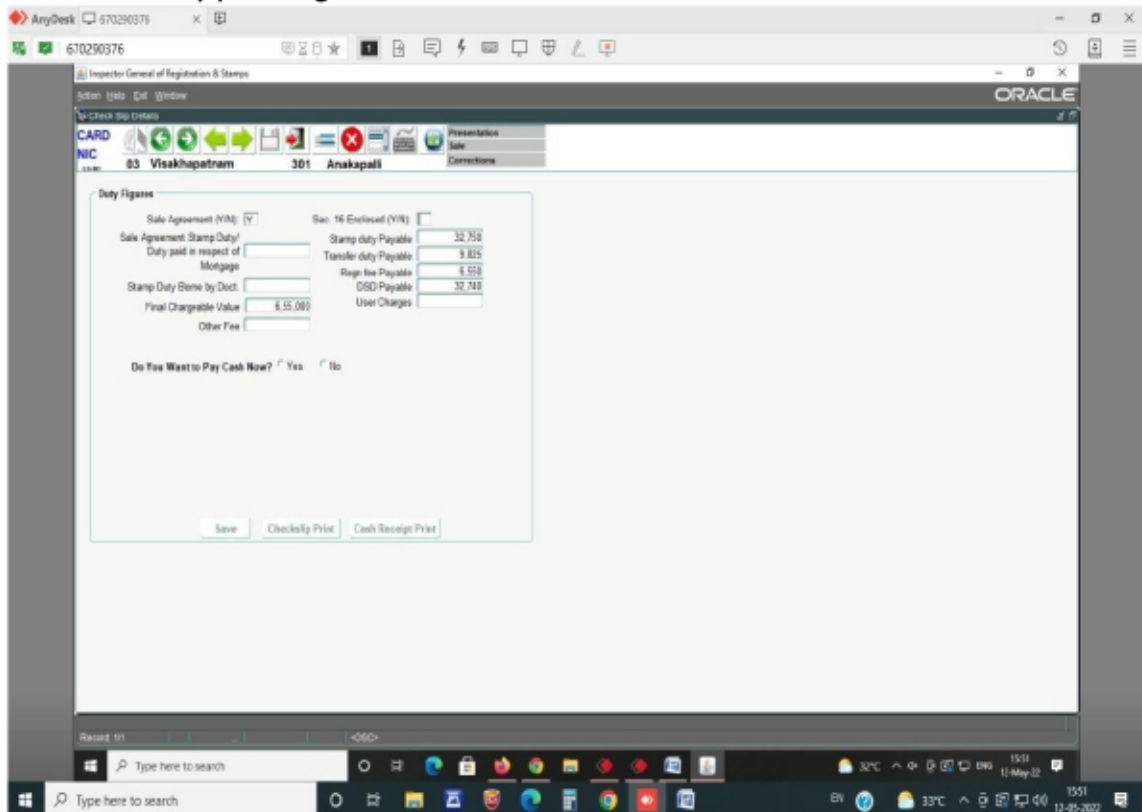 AnyDesk 670290376
670290376
Inspector General of Registration & Stamps
Action Help Exit Window
ORACLE
Check Slip Details
CARD
NIC
Presentation
Sale
Corrections
03 Visakhapatnam 301 Anakapalli
Duty Figures
Sale Agreement (Y/N): Y Sec. 16 Enclosed (Y/N)
Sale Agreement Stamp Duty/
Duty paid in respect of
Mortgage
Stamp duty Payable 32,750
Transfer duty Payable 9,825
Regn fee Payable 6,550
Stamp Duty Borne by Doct. DSD Payable 32,740
Final Chargeable Value 6,55,000 User Charges
Other Fee
Do You Want to Pay Cash Now? Yes No
Save Checkslip Print Cash Receipt Print
Record: 1/1 <OSC>
Type here to search 32°C ENG 15:51
12-May-22
Type here to search EN 33°C 15:51
12-05-2022